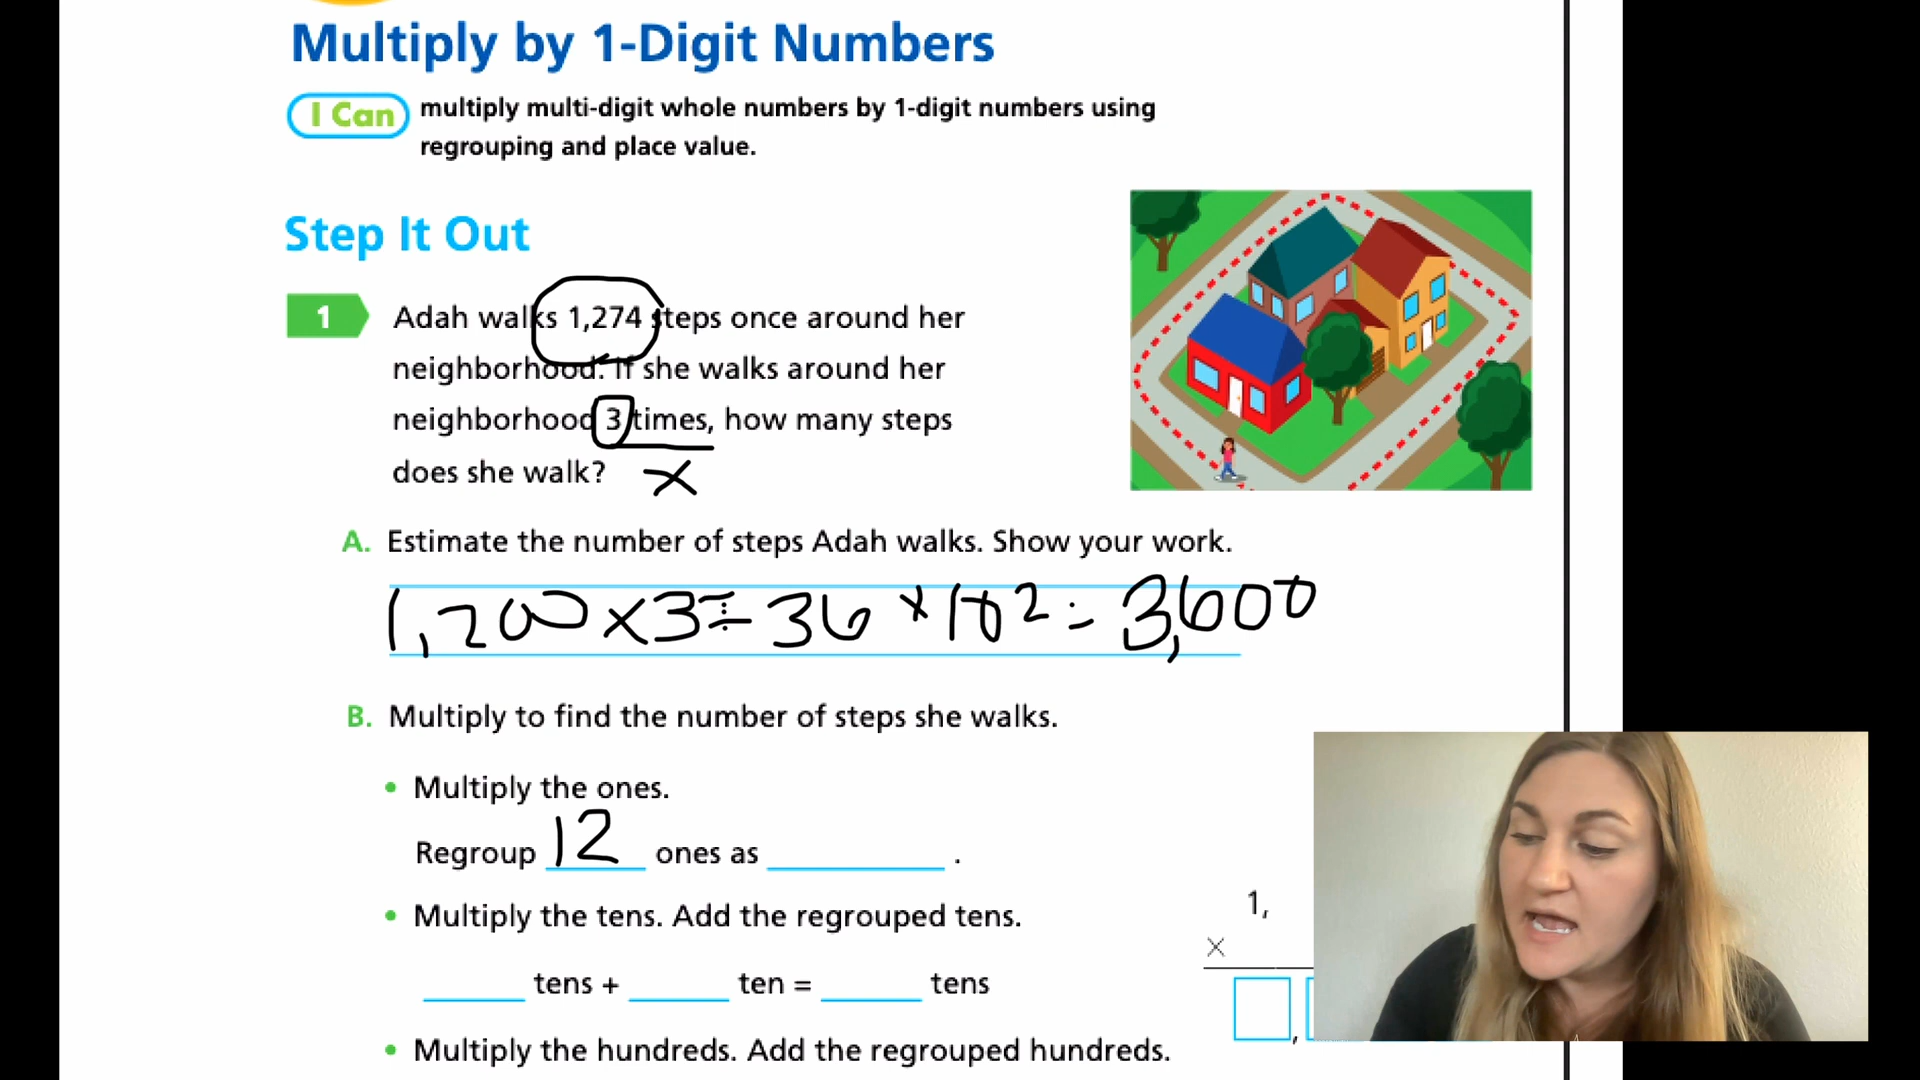 Multiply by 1-Digit Numbers
I Can multiply multi-digit whole numbers by 1-digit numbers using
regrouping and place value.
Step It Out
1 Adah walks 1,274 steps once around her
neighborhood. If she walks around her
neighborhood 3 times, how many steps
does she walk? ×
A. Estimate the number of steps Adah walks. Show your work.
1,200 × 3 = 36 × 10² = 3,600
B. Multiply to find the number of steps she walks.
• Multiply the ones.
Regroup 12 ones as ____ .
• Multiply the tens. Add the regrouped tens.
1,
×
____ tens + ____ ten = ____ tens
,
• Multiply the hundreds. Add the regrouped hundreds.